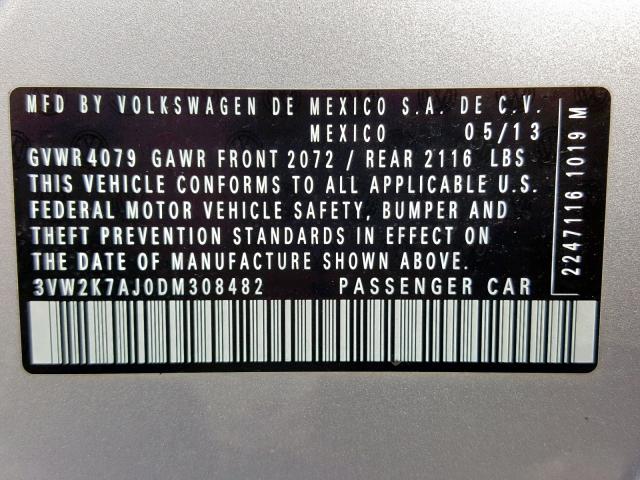 MFD BY VOLKSWAGEN DE MEXICO S.A. DE C.V.
MEXICO 05/13
GVWR 4079 GAWR FRONT 2072 / REAR 2116 LBS
THIS VEHICLE CONFORMS TO ALL APPLICABLE U.S.
FEDERAL MOTOR VEHICLE SAFETY, BUMPER AND
THEFT PREVENTION STANDARDS IN EFFECT ON
THE DATE OF MANUFACTURE SHOWN ABOVE.
3VW2K7AJ0DM308482 PASSENGER CAR
2247116 1019 M